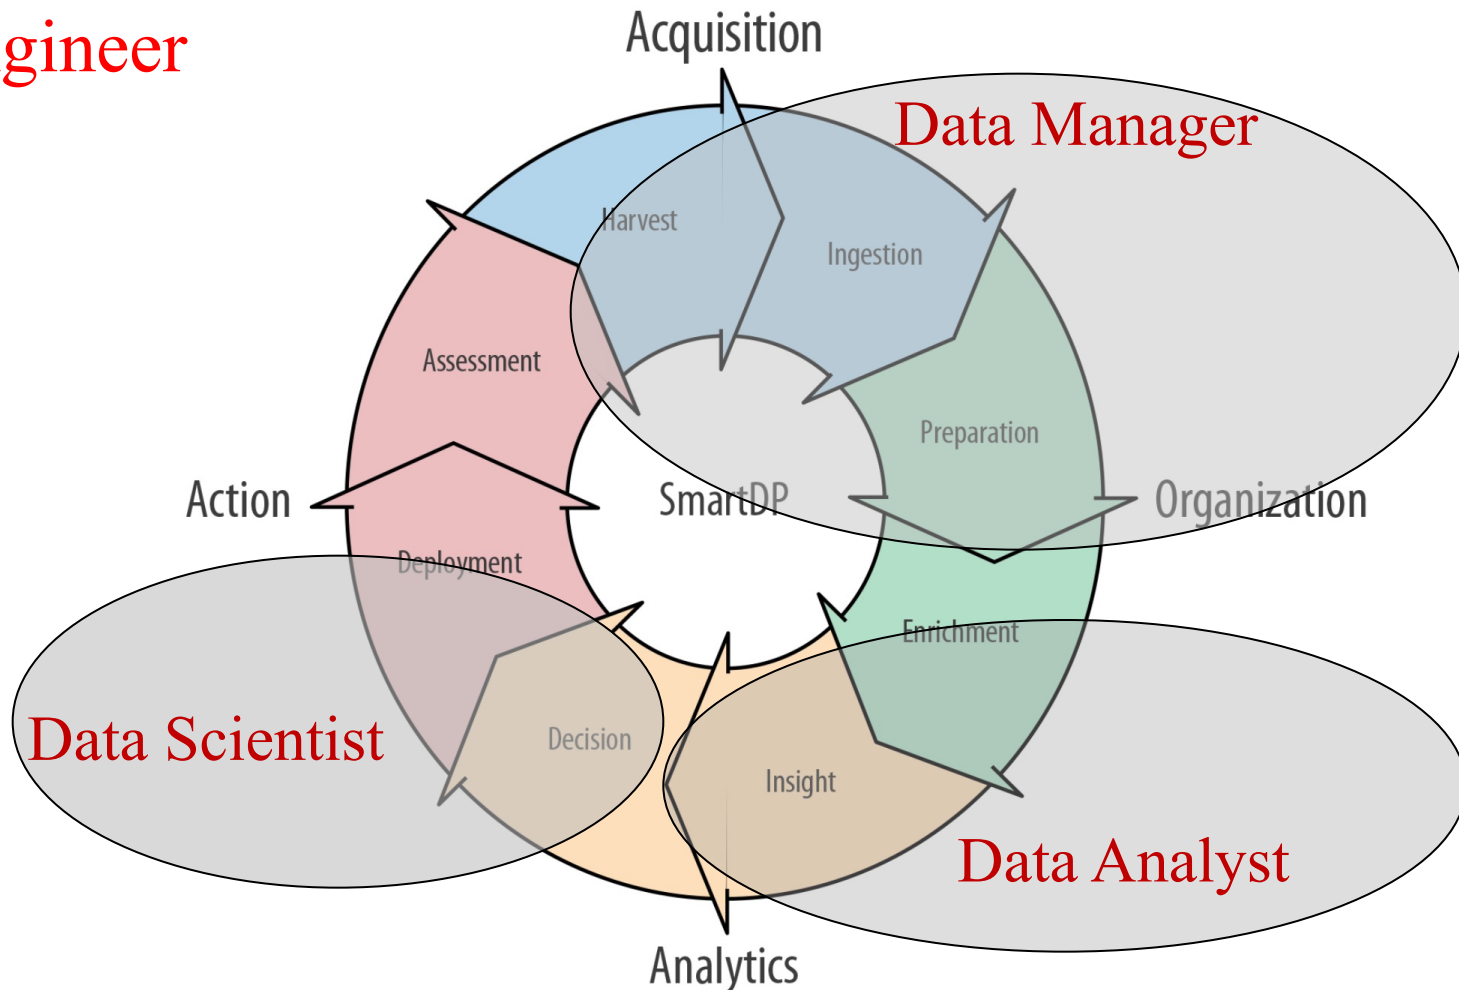 gineer
Acquisition
Data Manager
Harvest
Ingestion
Assessment
Preparation
Action
SmartDP
Organization
Deployment
Enrichment
Data Scientist
Decision
Insight
Data Analyst
Analytics